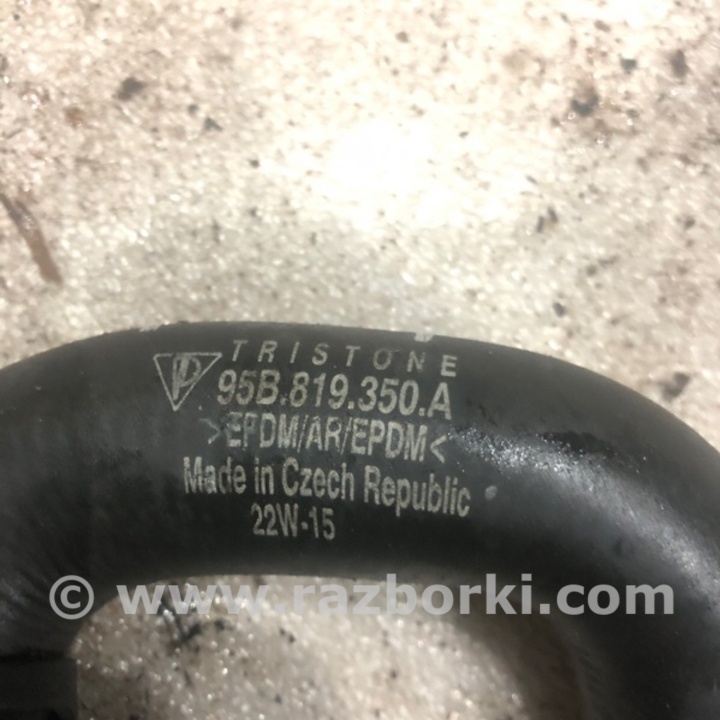 TRISTONE
95B.819.350.A
>EPDM/AR/EPDM<
Made in Czech Republic
22W-15
© www.razborki.com